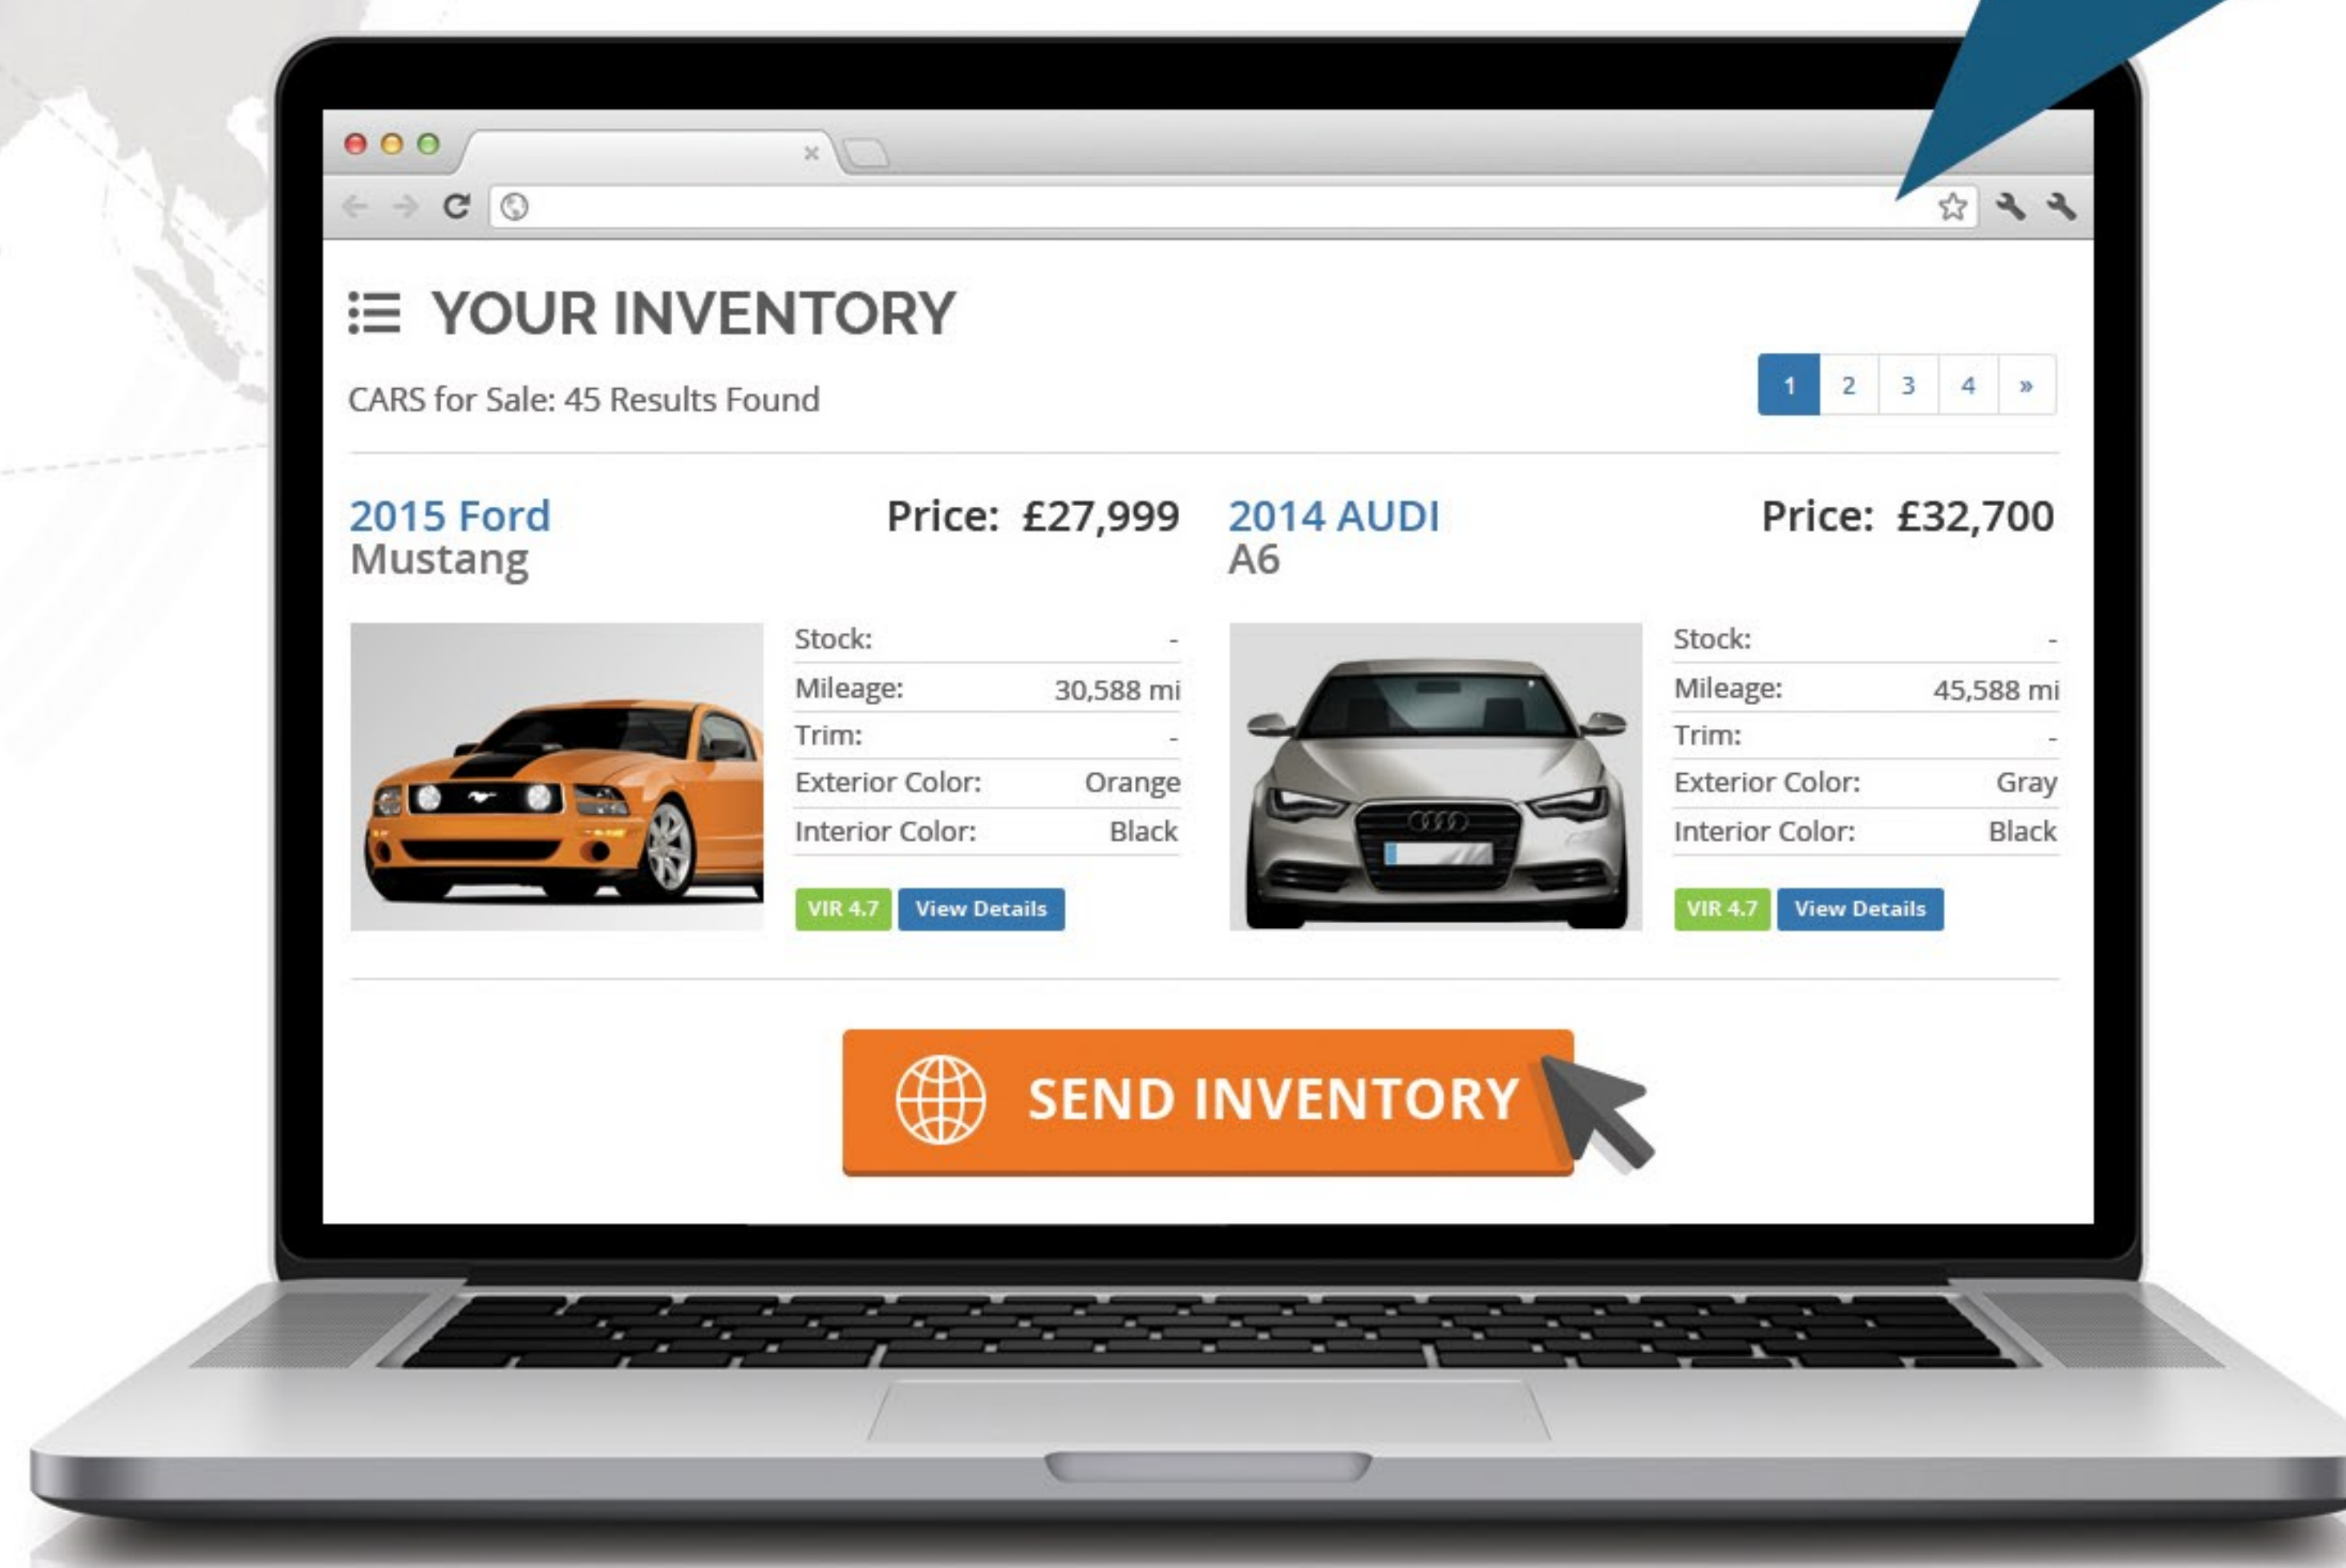 YOUR INVENTORY
CARS for Sale: 45 Results Found
1 2 3 4 »
2015 Ford
Mustang
Price: £27,999
Stock: -
Mileage: 30,588 mi
Trim: -
Exterior Color: Orange
Interior Color: Black
VIR 4.7 View Details
2014 AUDI
A6
Price: £32,700
Stock: -
Mileage: 45,588 mi
Trim: -
Exterior Color: Gray
Interior Color: Black
VIR 4.7 View Details
SEND INVENTORY